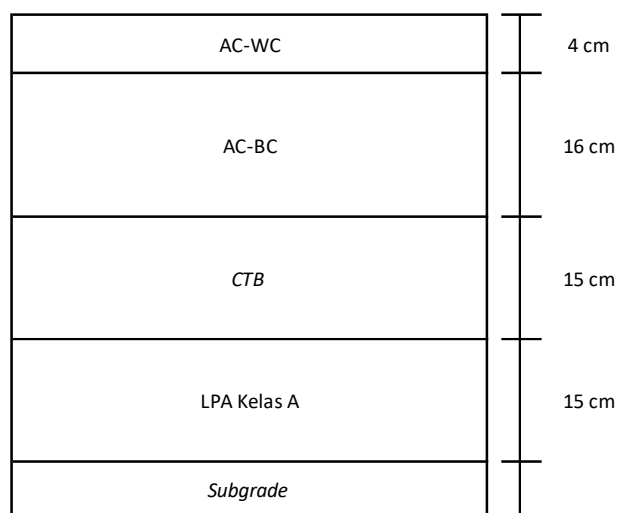 AC-WC 4 cm
AC-BC 16 cm
CTB 15 cm
LPA Kelas A 15 cm
Subgrade